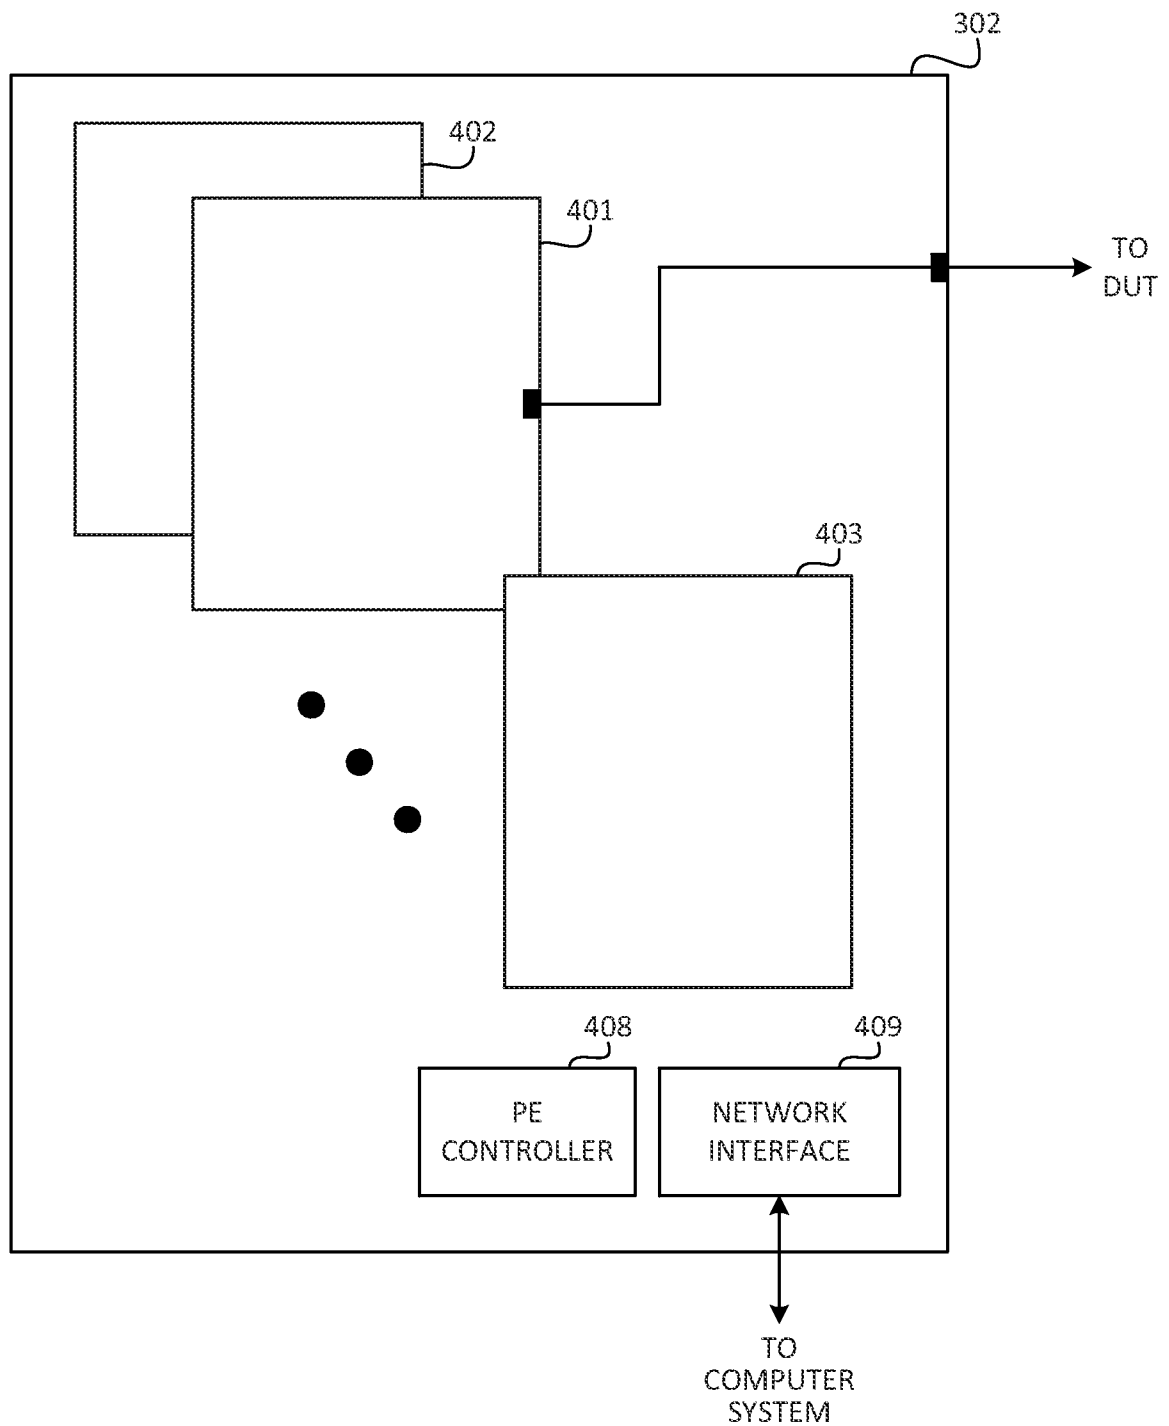 302
402
401
TO
DUT
403
408
409
PE
CONTROLLER
NETWORK
INTERFACE
TO
COMPUTER
SYSTEM